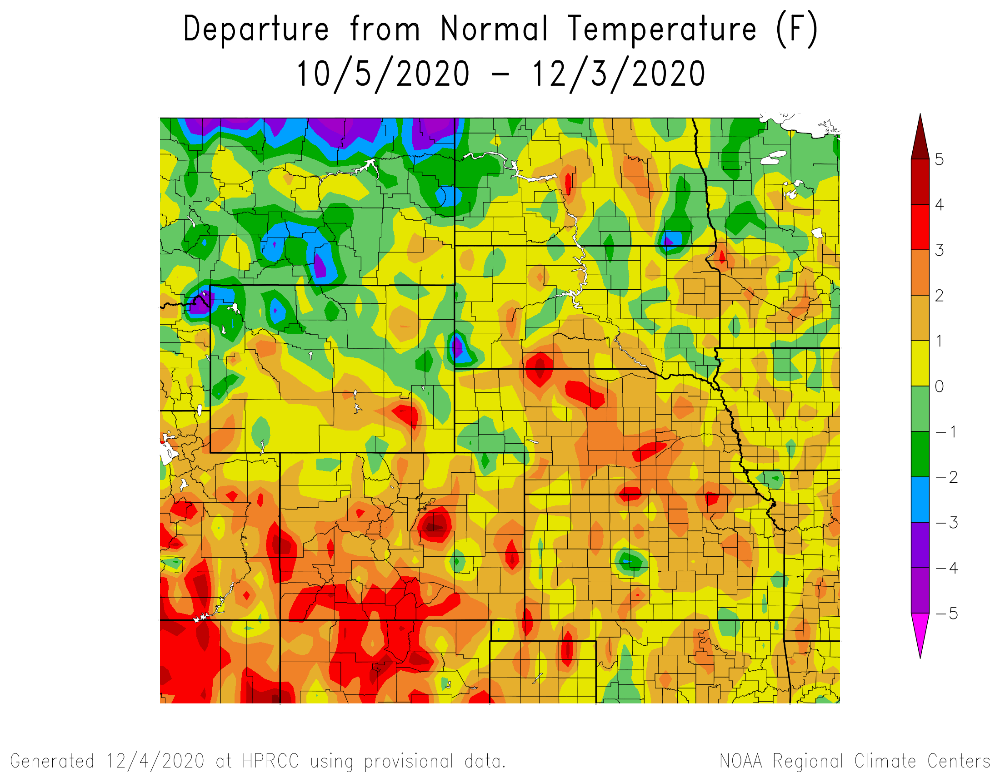 Departure from Normal Temperature (F)
10/5/2020 – 12/3/2020
5
4
3
2
1
0
−1
−2
−3
−4
−5
Generated 12/4/2020 at HPRCC using provisional data.
NOAA Regional Climate Centers